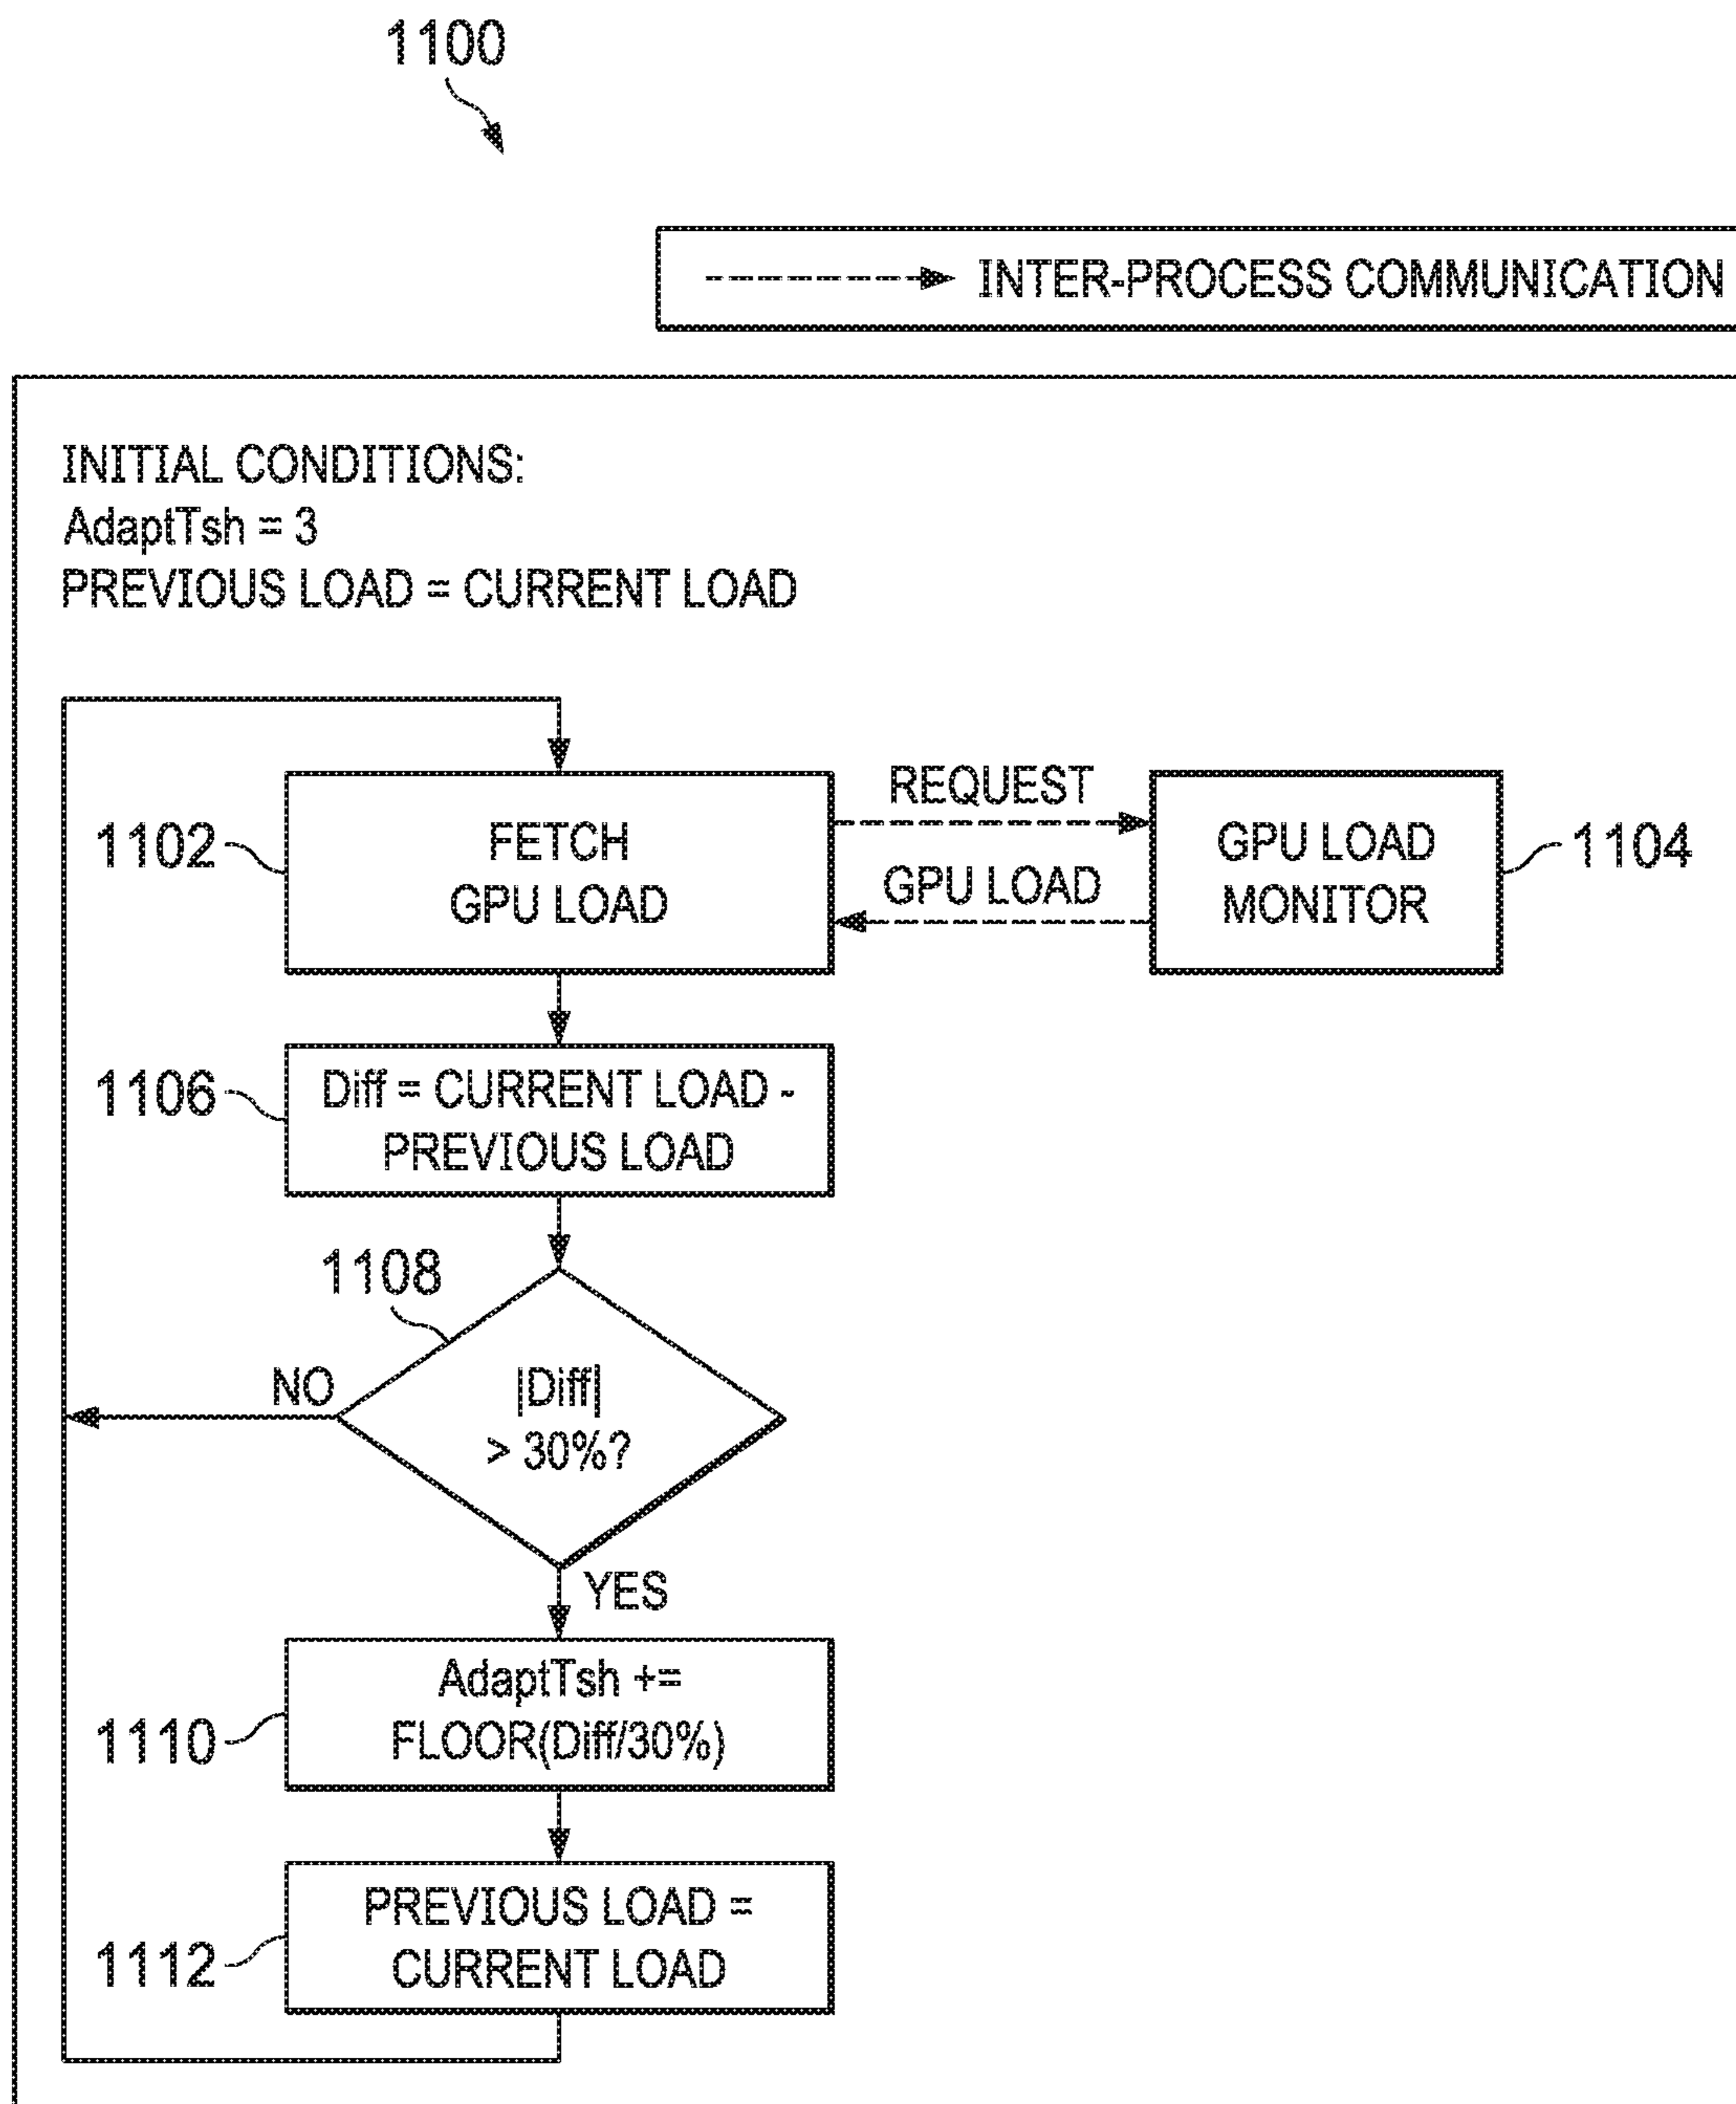 1100
INTER-PROCESS COMMUNICATION
INITIAL CONDITIONS:
AdaptTsh = 3
PREVIOUS LOAD = CURRENT LOAD
1102
FETCH
GPU LOAD
REQUEST
GPU LOAD
GPU LOAD
MONITOR
1104
1106
Diff = CURRENT LOAD -
PREVIOUS LOAD
1108
|Diff|
> 30%?
NO
YES
1110
AdaptTsh +=
FLOOR(Diff/30%)
1112
PREVIOUS LOAD =
CURRENT LOAD